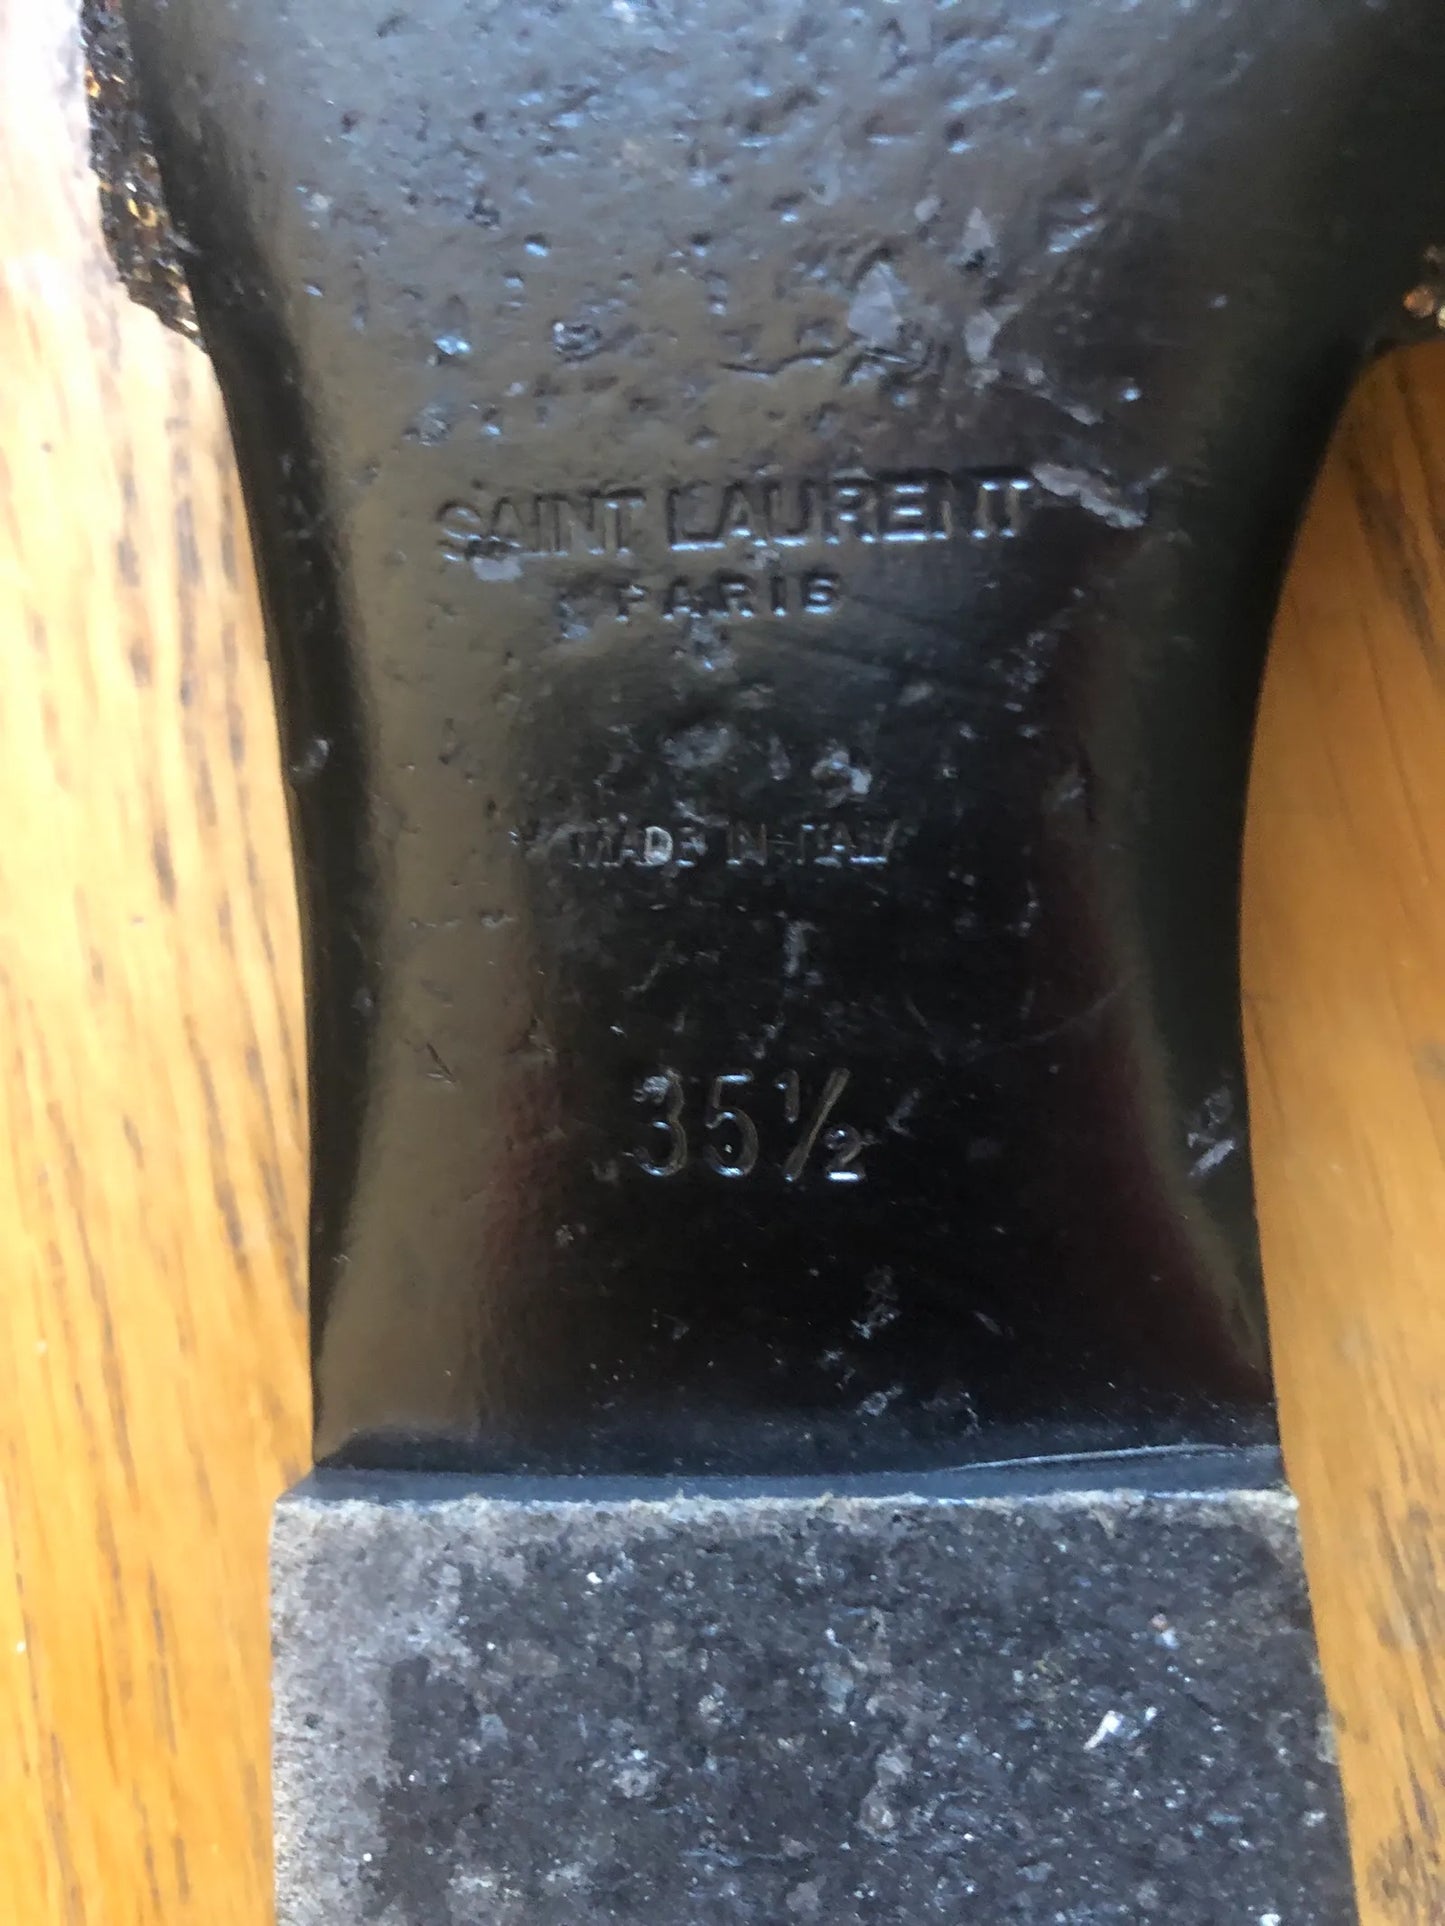 SAINT LAURENT
PARIS
MADE IN ITALY
35½